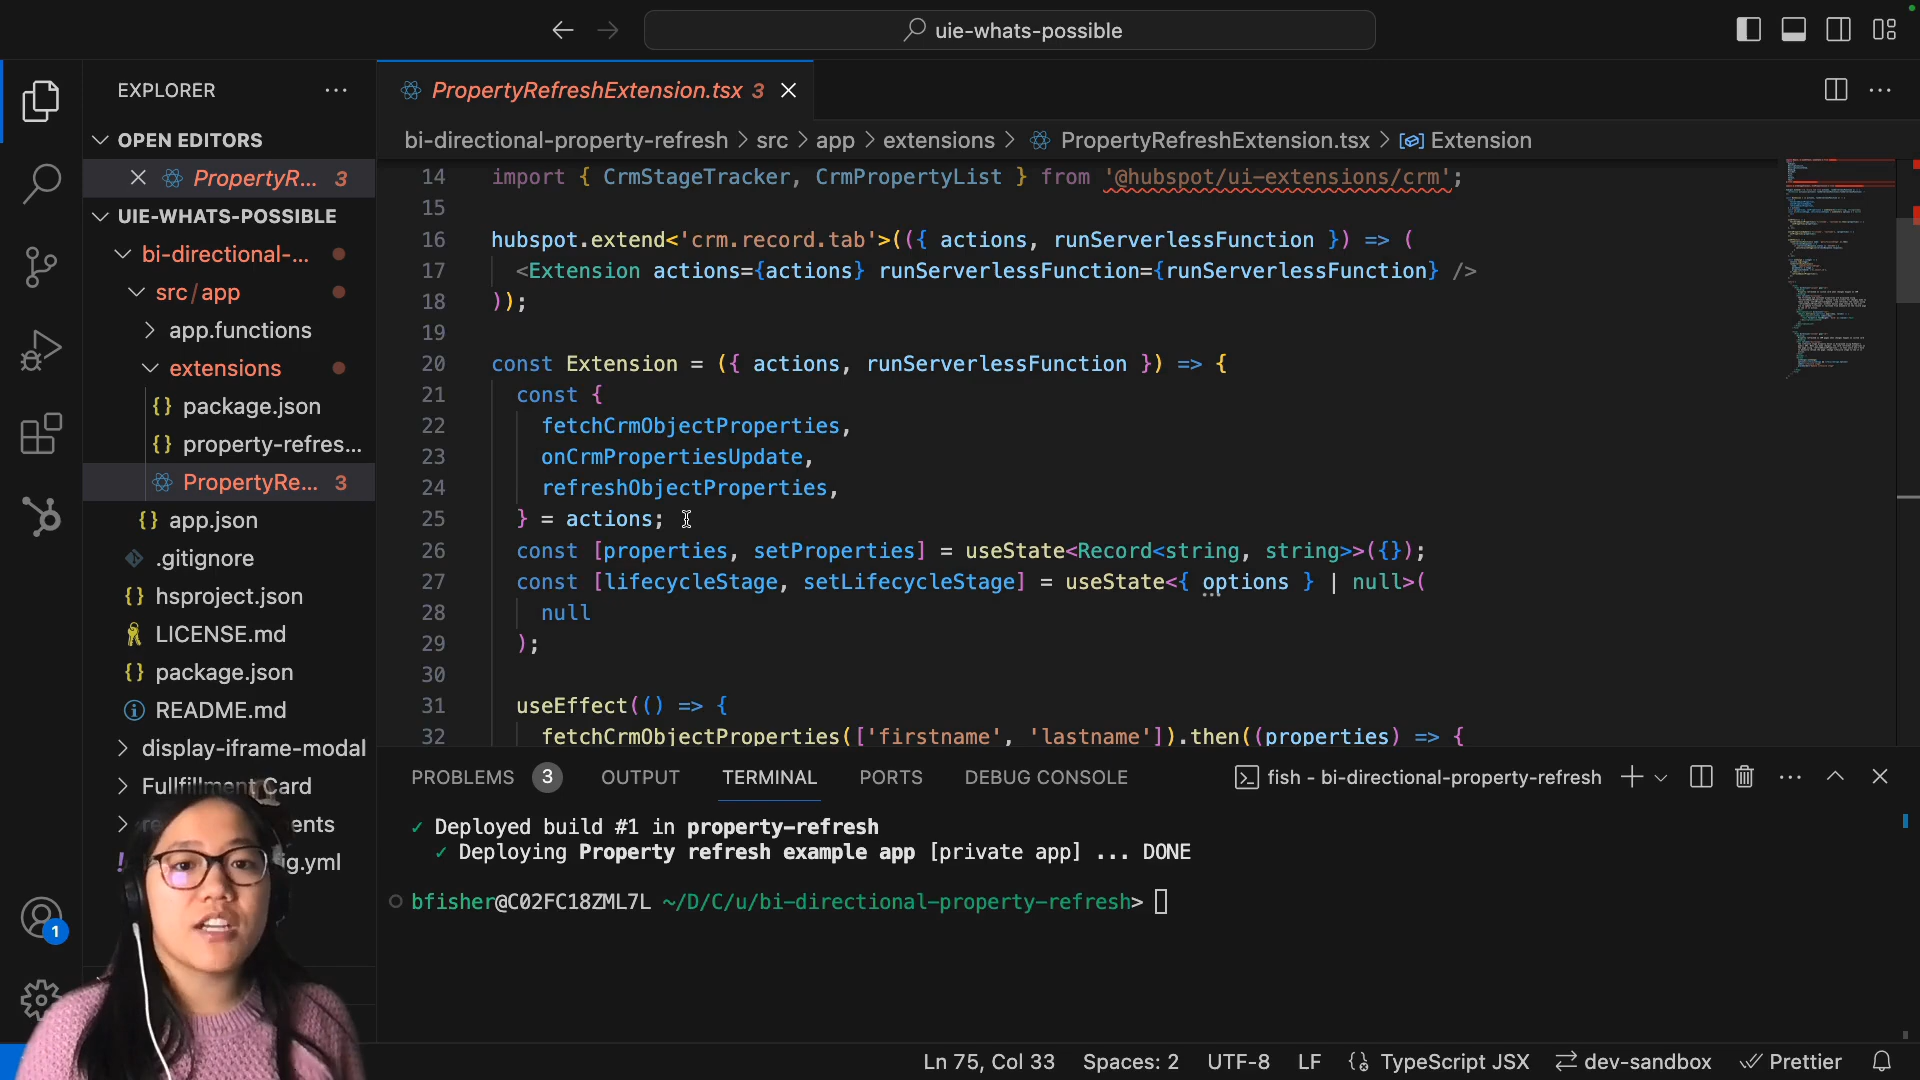 uie-whats-possible
EXPLORER
OPEN EDITORS
PropertyR... 3
UIE-WHATS-POSSIBLE
bi-directional-...
src/app
app.functions
extensions
package.json
property-refres...
PropertyRe... 3
app.json
.gitignore
hsproject.json
LICENSE.md
package.json
README.md
display-iframe-modal
Fullfillment Card
1
PropertyRefreshExtension.tsx 3
bi-directional-property-refresh > src > app > extensions > PropertyRefreshExtension.tsx > Extension
14 import { CrmStageTracker, CrmPropertyList } from '@hubspot/ui-extensions/crm';
15
16 hubspot.extend<'crm.record.tab'>(({ actions, runServerlessFunction }) => (
17 <Extension actions={actions} runServerlessFunction={runServerlessFunction} />
18 ));
19
20 const Extension = ({ actions, runServerlessFunction }) => {
21 const {
22 fetchCrmObjectProperties,
23 onCrmPropertiesUpdate,
24 refreshObjectProperties,
25 } = actions;
26 const [properties, setProperties] = useState<Record<string, string>>({});
27 const [lifecycleStage, setLifecycleStage] = useState<{ options } | null>(
28 null
29 );
30
31 useEffect(() => {
32 fetchCrmObjectProperties(['firstname', 'lastname']).then((properties) => {
PROBLEMS 3 OUTPUT TERMINAL PORTS DEBUG CONSOLE fish - bi-directional-property-refresh
✓ Deployed build #1 in property-refresh
✓ Deploying Property refresh example app [private app] ... DONE
bfisher@C02FC18ZML7L ~/D/C/u/bi-directional-property-refresh>
Ln 75, Col 33 Spaces: 2 UTF-8 LF {} TypeScript JSX dev-sandbox Prettier